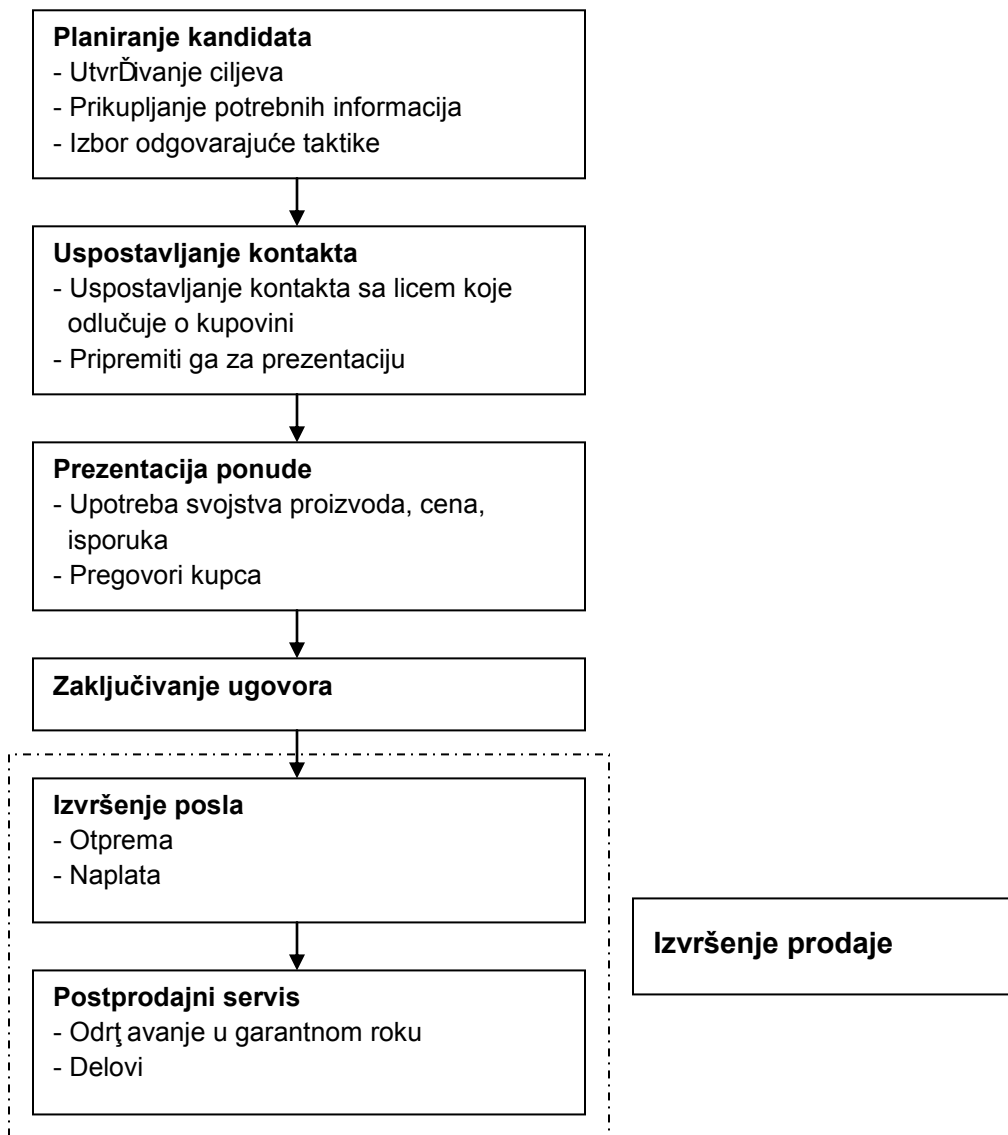 Planiranje kandidata
- UtvrĎivanje ciljeva
- Prikupljanje potrebnih informacija
- Izbor odgovarajuće taktike
Uspostavljanje kontakta
- Uspostavljanje kontakta sa licem koje
odlučuje o kupovini
- Pripremiti ga za prezentaciju
Prezentacija ponude
- Upotreba svojstva proizvoda, cena,
isporuka
- Pregovori kupca
Zaključivanje ugovora
Izvršenje posla
- Otprema
- Naplata
Izvršenje prodaje
Postprodajni servis
- Odrţ avanje u garantnom roku
- Delovi